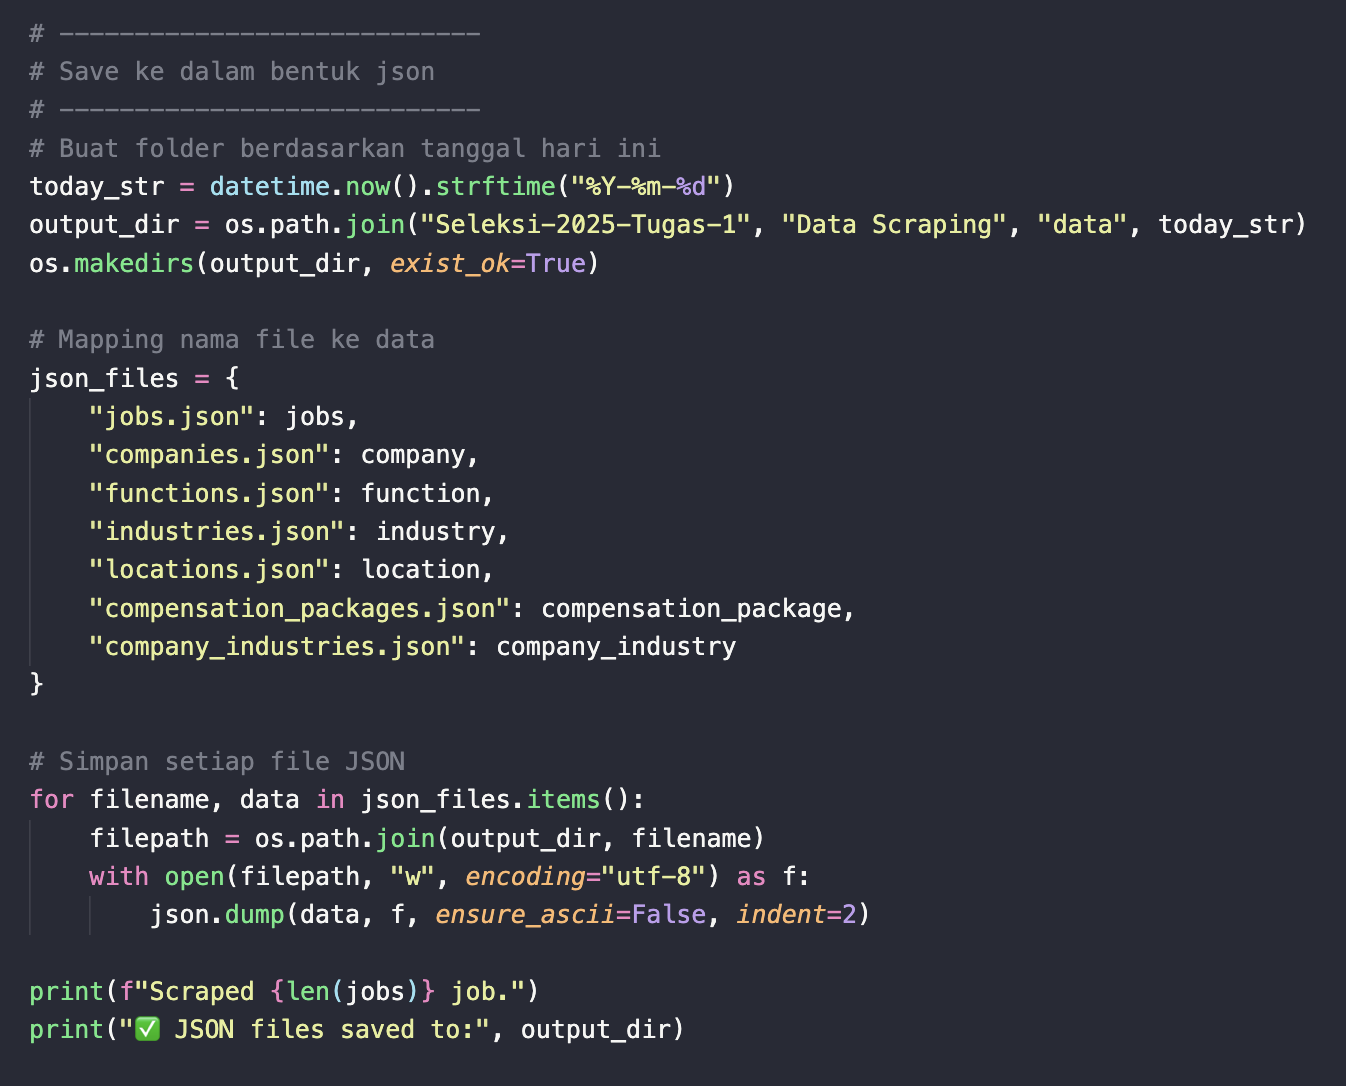 # ----------------------------
# Save ke dalam bentuk json
# ----------------------------
# Buat folder berdasarkan tanggal hari ini
today_str = datetime.now().strftime("%Y-%m-%d")
output_dir = os.path.join("Seleksi-2025-Tugas-1", "Data Scraping", "data", today_str)
os.makedirs(output_dir, exist_ok=True)

# Mapping nama file ke data
json_files = {
    "jobs.json": jobs,
    "companies.json": company,
    "functions.json": function,
    "industries.json": industry,
    "locations.json": location,
    "compensation_packages.json": compensation_package,
    "company_industries.json": company_industry
}

# Simpan setiap file JSON
for filename, data in json_files.items():
    filepath = os.path.join(output_dir, filename)
    with open(filepath, "w", encoding="utf-8") as f:
        json.dump(data, f, ensure_ascii=False, indent=2)

print(f"Scraped {len(jobs)} job.")
print("✅ JSON files saved to:", output_dir)